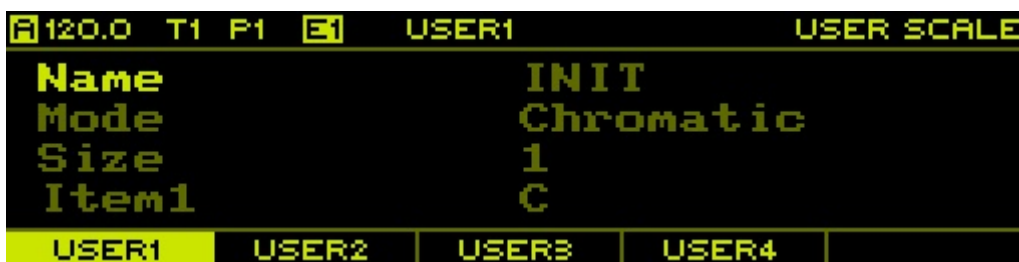 A 120.0 T1 P1 E1 USER1 USER SCALE
Name INIT
Mode Chromatic
Size 1
Item1 C
USER1 USER2 USER3 USER4